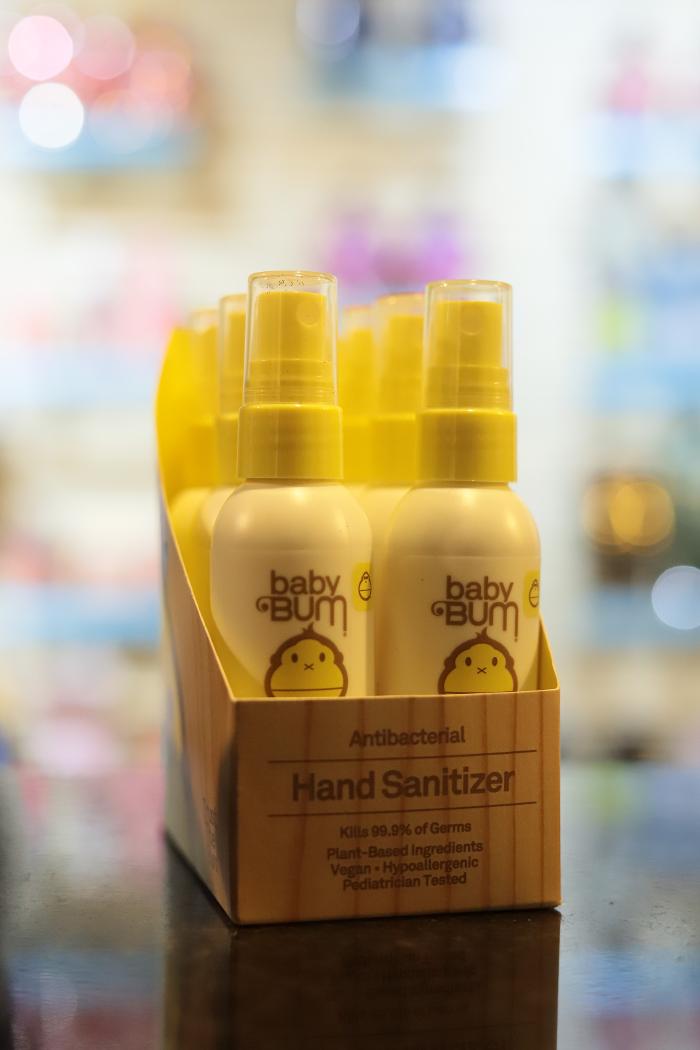 baby
BUM
baby
BUM
Antibacterial
Hand Sanitizer
Kills 99.9% of Germs
Plant-Based Ingredients
Vegan • Hypoallergenic
Pediatrician Tested